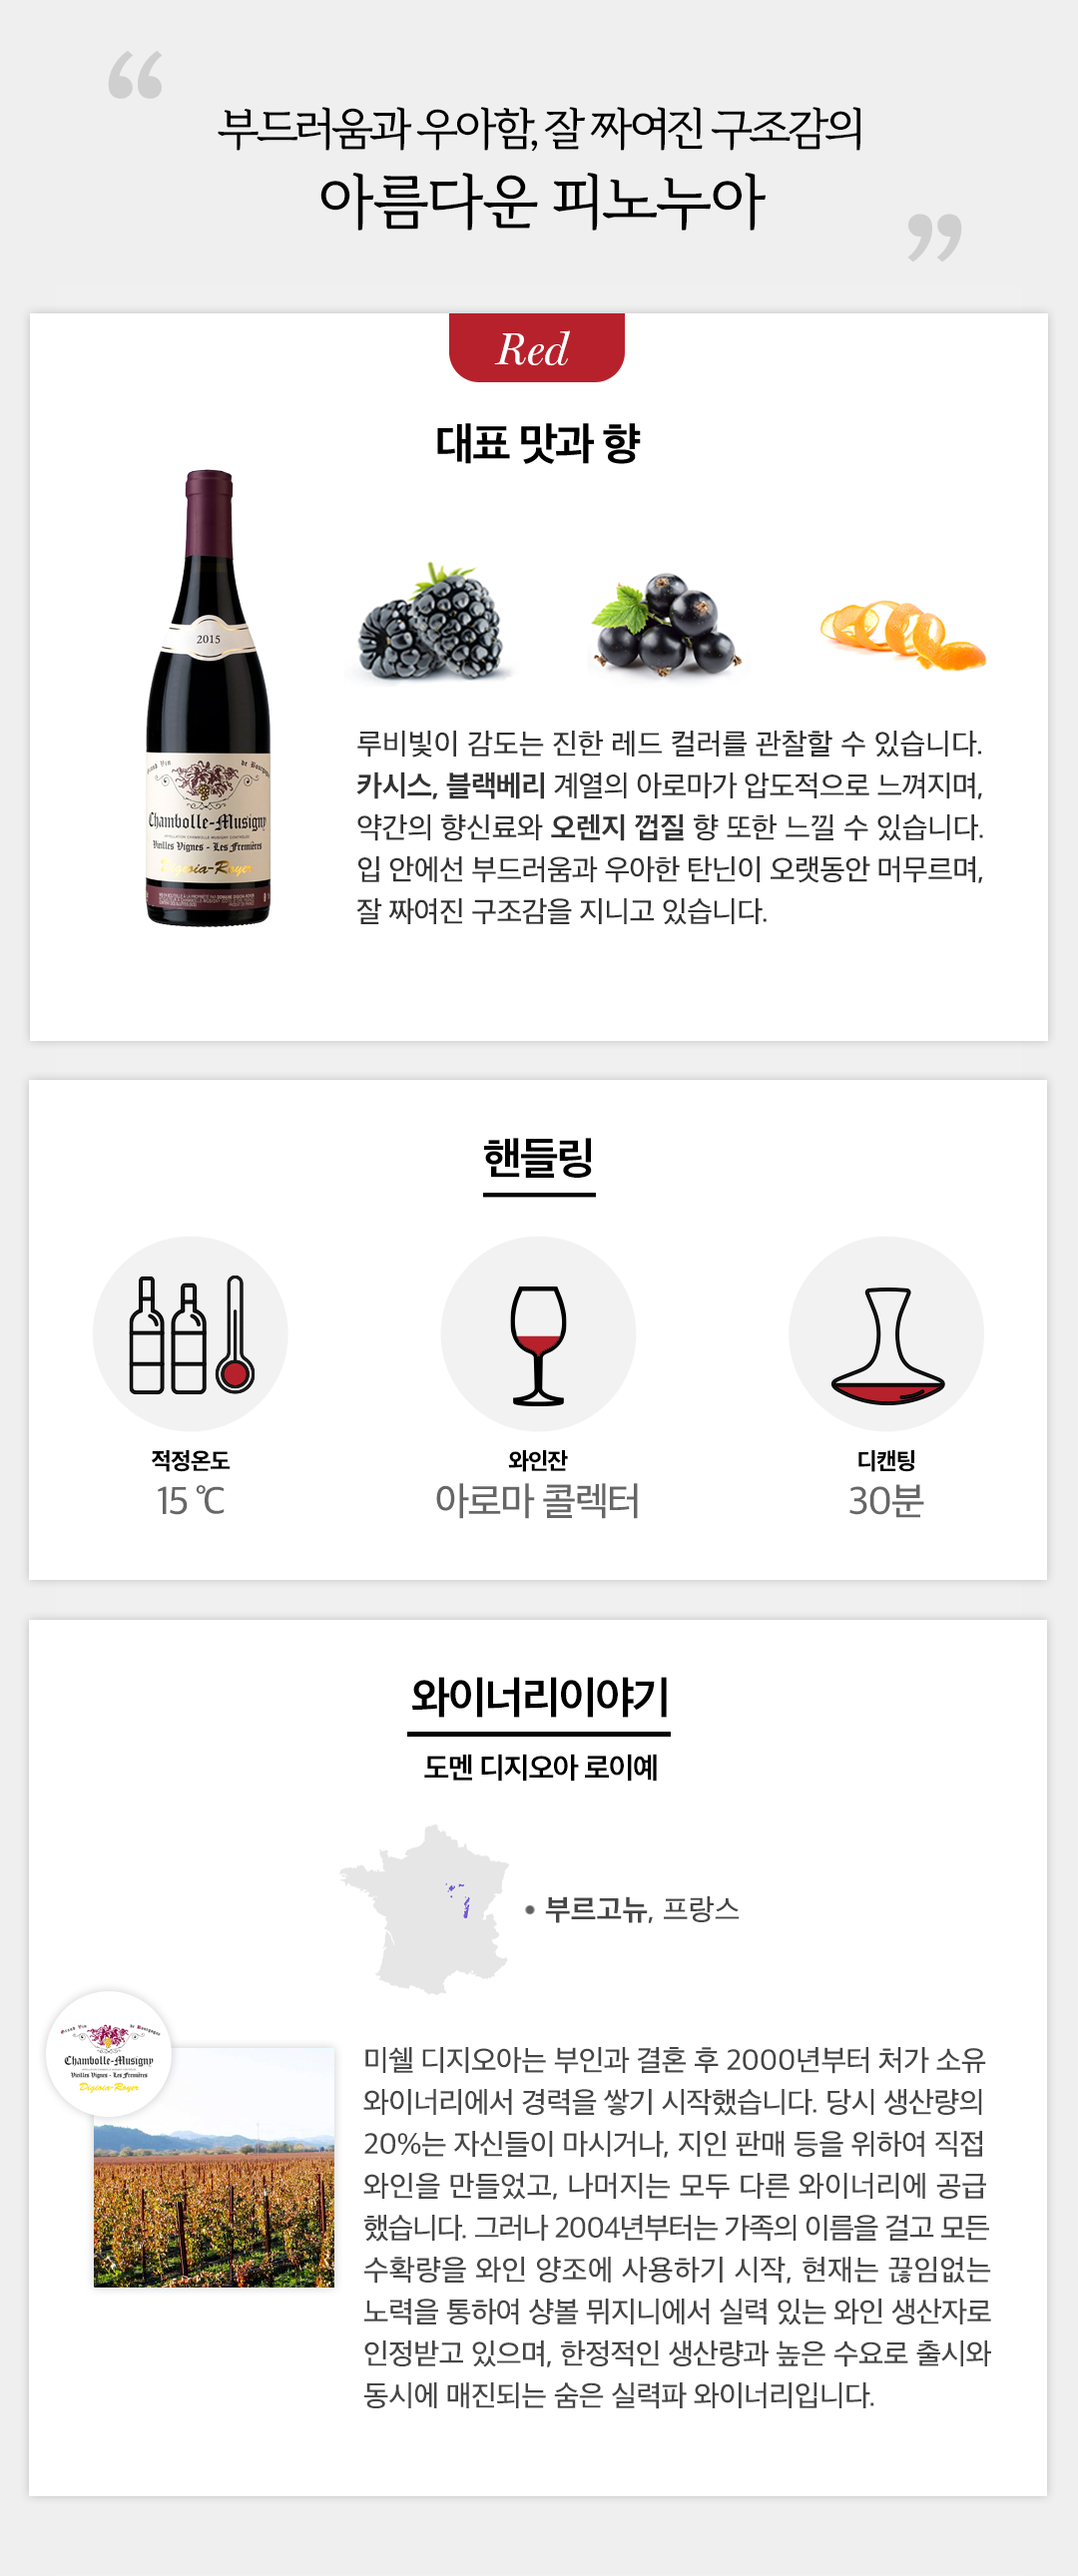 “
부드러움과 우아함, 잘 짜여진 구조감의
아름다운 피노누아
”
Red
대표 맛과 향
2015
Grand Vin de Bourgogne
Chambolle-Musigny
Vieilles Vignes - Les Fremières
Digioia-Royer
루비빛이 감도는 진한 레드 컬러를 관찰할 수 있습니다.
카시스, 블랙베리 계열의 아로마가 압도적으로 느껴지며,
약간의 향신료와 오렌지 껍질 향 또한 느낄 수 있습니다.
입 안에선 부드러움과 우아한 탄닌이 오랫동안 머무르며,
잘 짜여진 구조감을 지니고 있습니다.
핸들링
적정온도
15 ℃
와인잔
아로마 콜렉터
디캔팅
30분
와이너리이야기
도멘 디지오아 로이예
• 부르고뉴, 프랑스
Grand Vin de Bourgogne
Chambolle-Musigny
Vieilles Vignes - Les Fremières
Digioia-Royer
미쉘 디지오아는 부인과 결혼 후 2000년부터 처가 소유
와이너리에서 경력을 쌓기 시작했습니다. 당시 생산량의
20%는 자신들이 마시거나, 지인 판매 등을 위하여 직접
와인을 만들었고, 나머지는 모두 다른 와이너리에 공급
했습니다. 그러나 2004년부터는 가족의 이름을 걸고 모든
수확량을 와인 양조에 사용하기 시작, 현재는 끊임없는
노력을 통하여 샹볼 뮈지니에서 실력 있는 와인 생산자로
인정받고 있으며, 한정적인 생산량과 높은 수요로 출시와
동시에 매진되는 숨은 실력파 와이너리입니다.